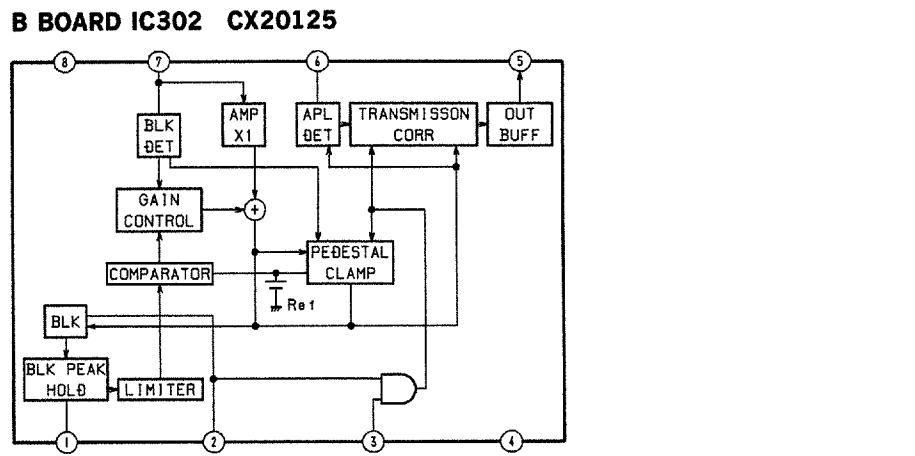 B BOARD IC302 CX20125
8 7 6 5
AMP
X1
APL
DET
TRANSMISSON
CORR
OUT
BUFF
BLK
DET
GAIN
CONTROL
+
PEDESTAL
CLAMP
COMPARATOR
Ref
BLK
BLK PEAK
HOLD
LIMITER
1 2 3 4